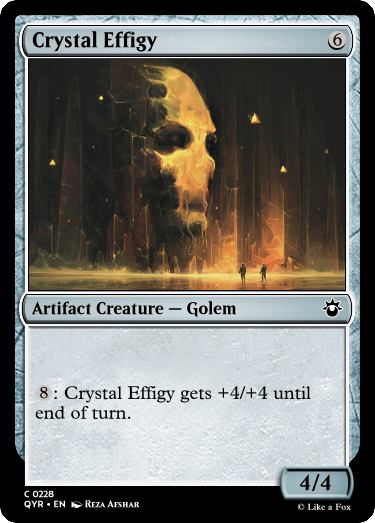 Crystal Effigy 6
Artifact Creature — Golem
8: Crystal Effigy gets +4/+4 until
end of turn.
4/4
C 0228
QYR • EN Reza Afshar
© Like a Fox